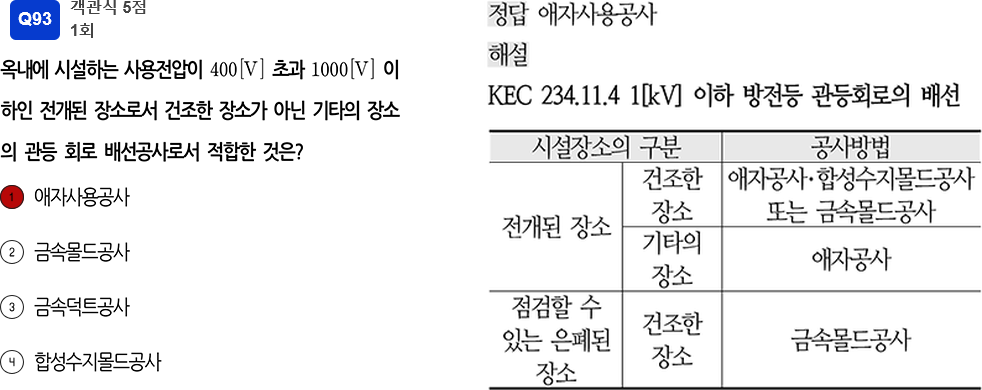 Q93
객관식 5점
1회
옥내에 시설하는 사용전압이 400[V] 초과 1000[V] 이
하인 전개된 장소로서 건조한 장소가 아닌 기타의 장소
의 관등 회로 배선공사로서 적합한 것은?
1 애자사용공사
2 금속몰드공사
3 금속덕트공사
4 합성수지몰드공사
정답 애자사용공사
해설
KEC 234.11.4 1[kV] 이하 방전등 관등회로의 배선
시설장소의 구분 공사방법
전개된 장소
건조한
장소
애자공사·합성수지몰드공사
또는 금속몰드공사
기타의
장소
애자공사
점검할 수
있는 은폐된
장소
건조한
장소
금속몰드공사